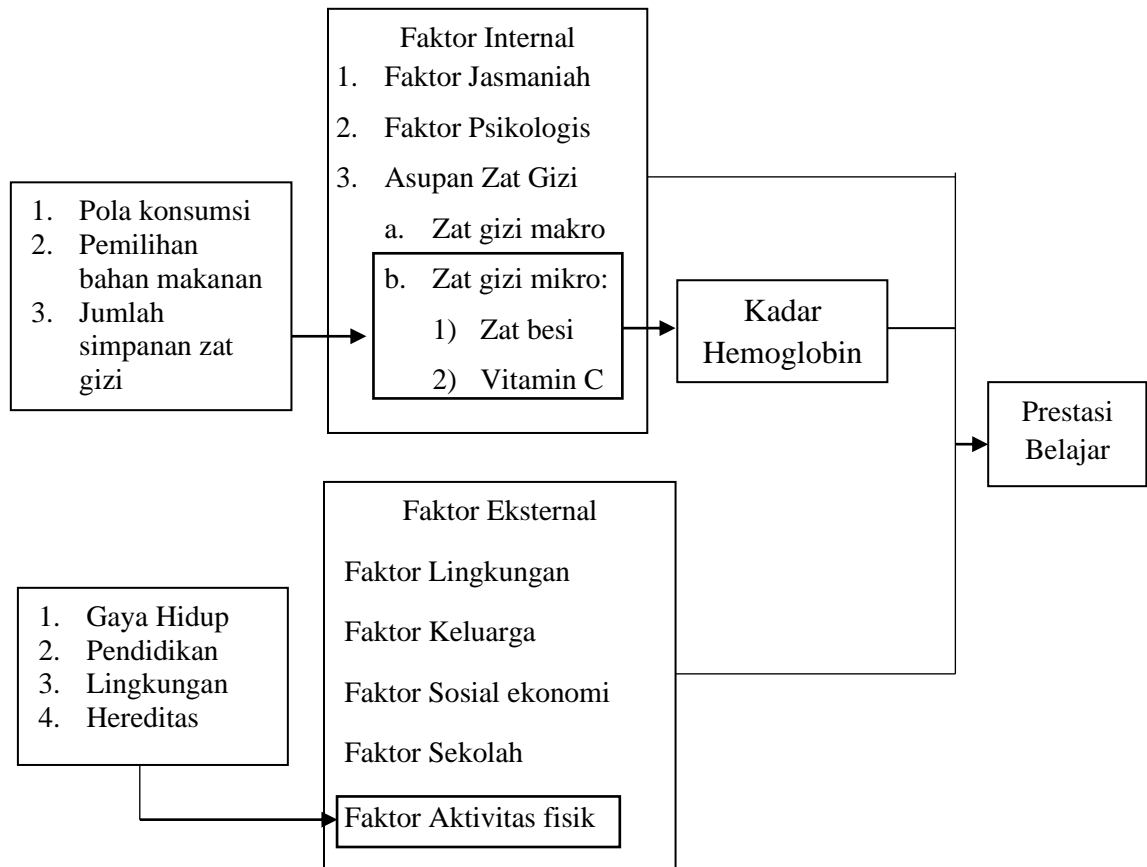 Faktor Internal
1. Faktor Jasmaniah
2. Faktor Psikologis
3. Asupan Zat Gizi
a. Zat gizi makro
b. Zat gizi mikro:
1) Zat besi
2) Vitamin C
1. Pola konsumsi
2. Pemilihan
bahan makanan
3. Jumlah
simpanan zat
gizi
Kadar
Hemoglobin
Prestasi
Belajar
Faktor Eksternal
Faktor Lingkungan
Faktor Keluarga
Faktor Sosial ekonomi
Faktor Sekolah
Faktor Aktivitas fisik
1. Gaya Hidup
2. Pendidikan
3. Lingkungan
4. Hereditas